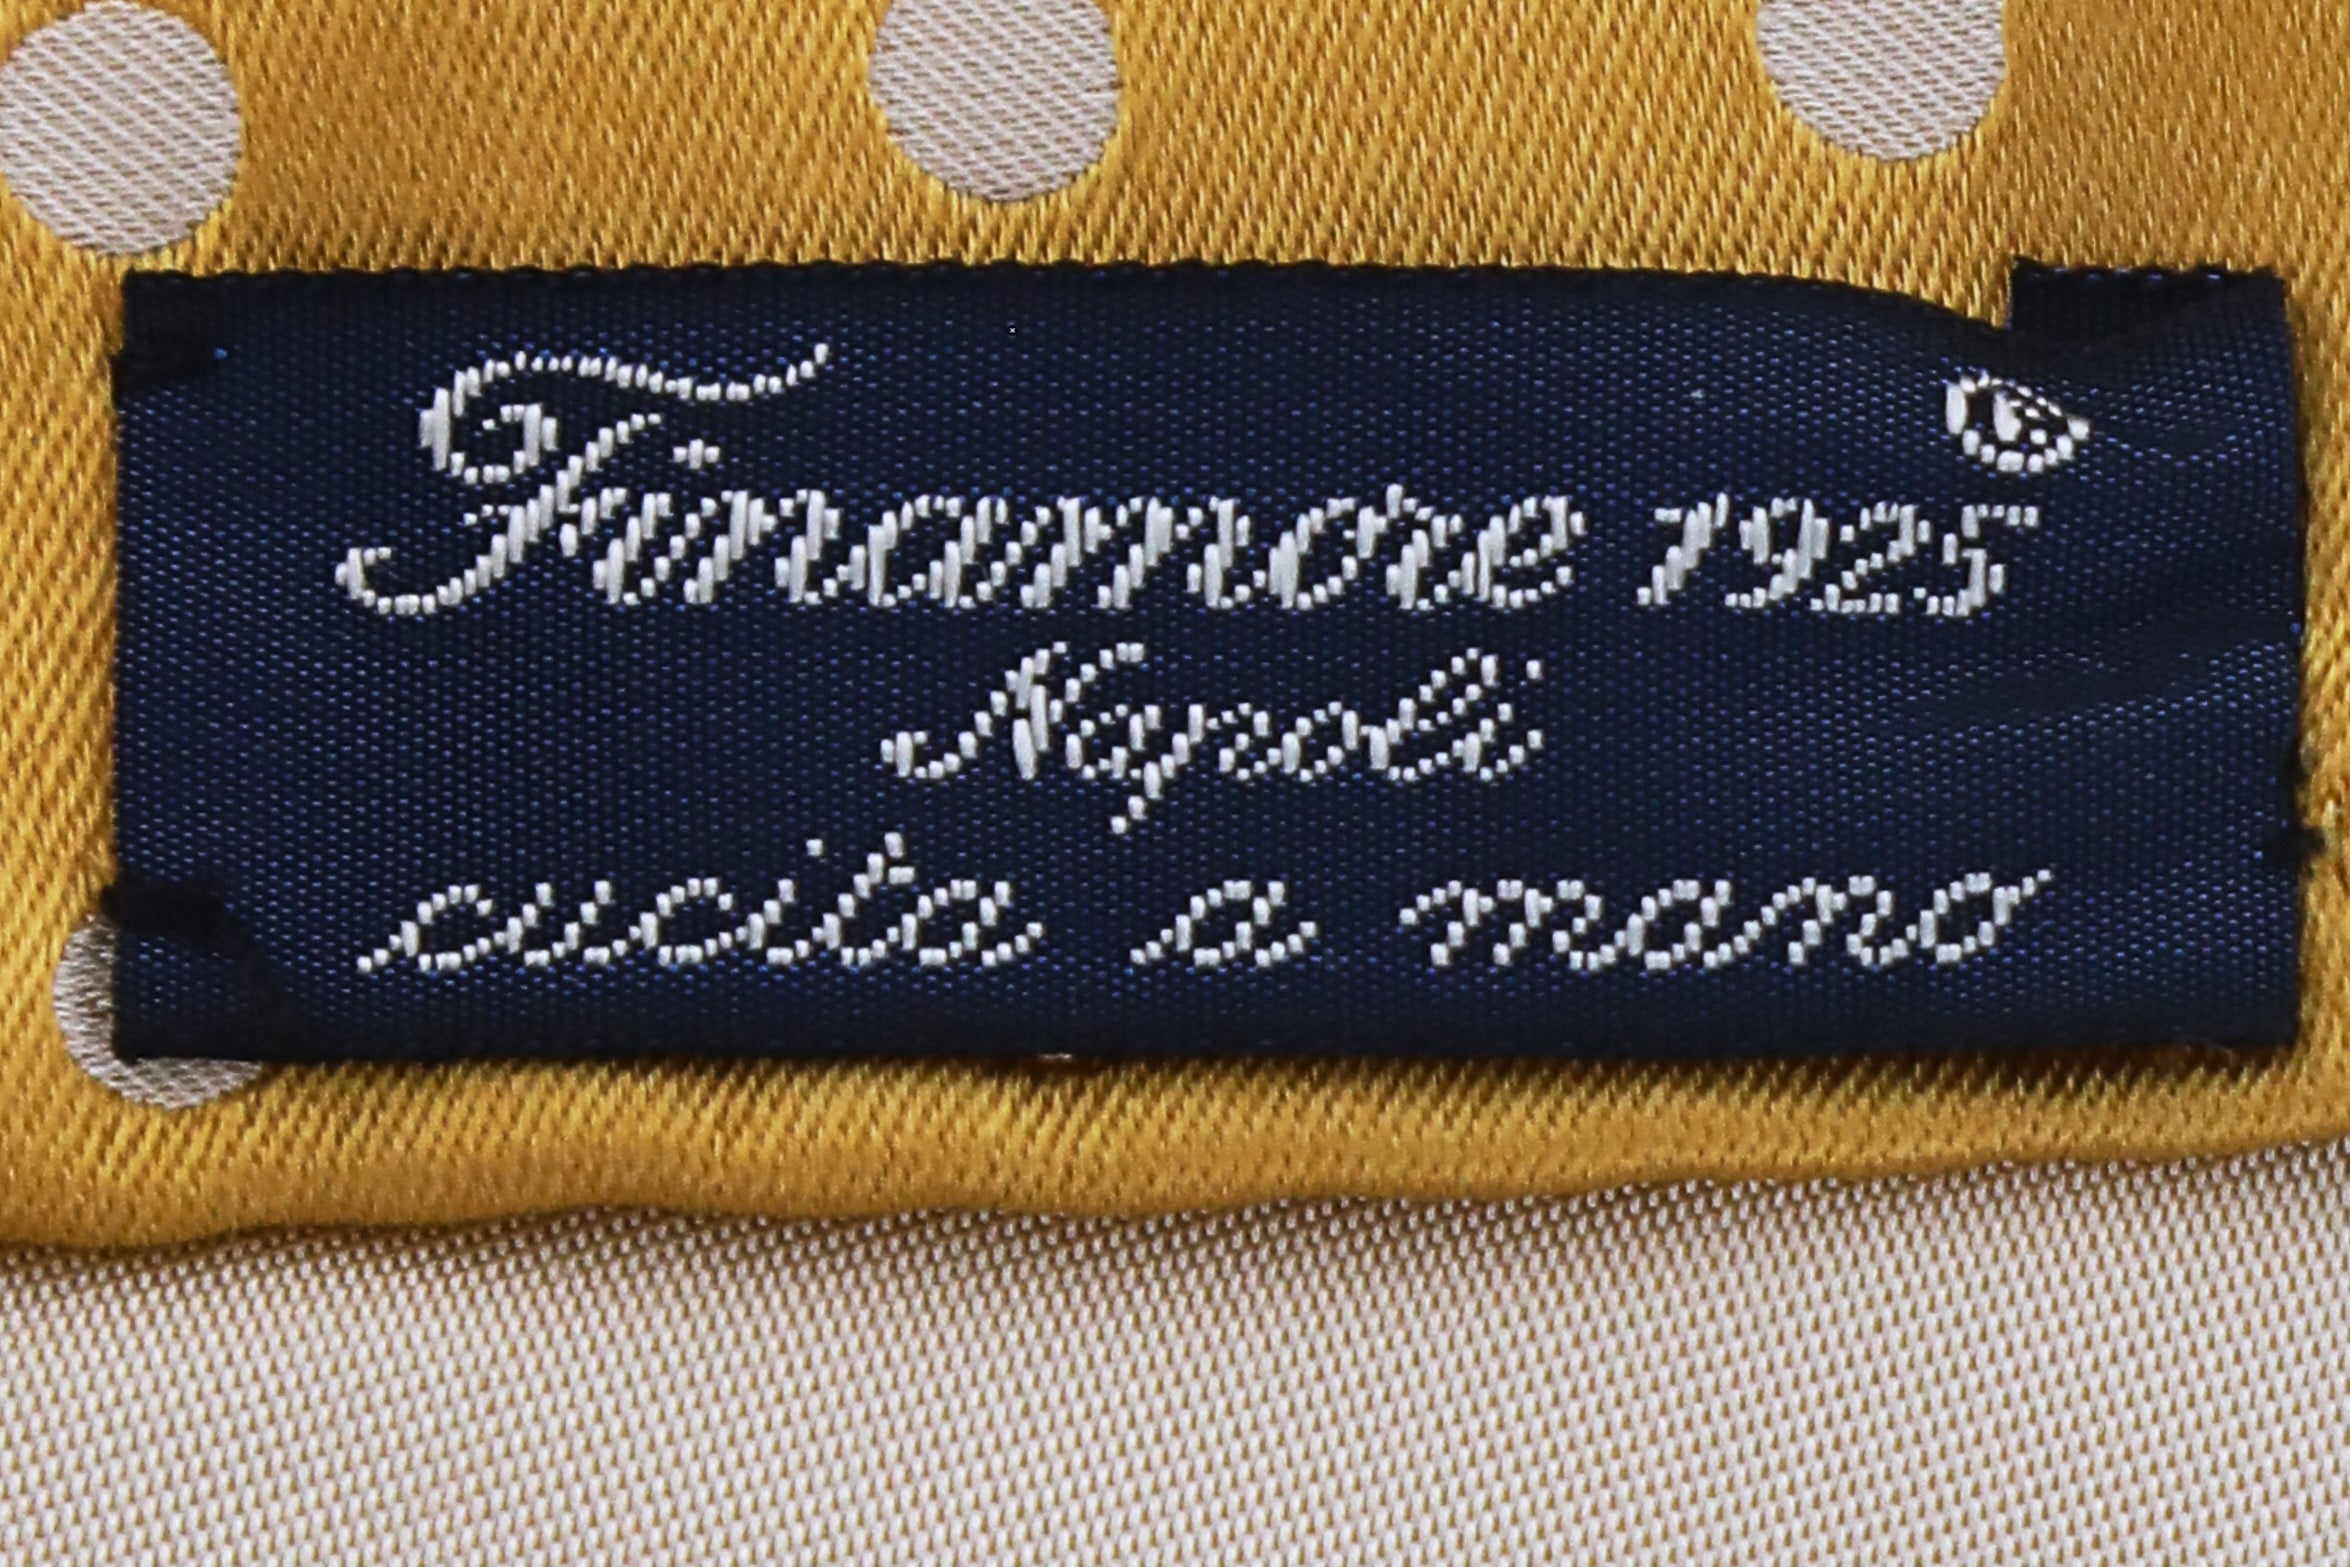 Finamore 1925®
Napoli
cucito a mano